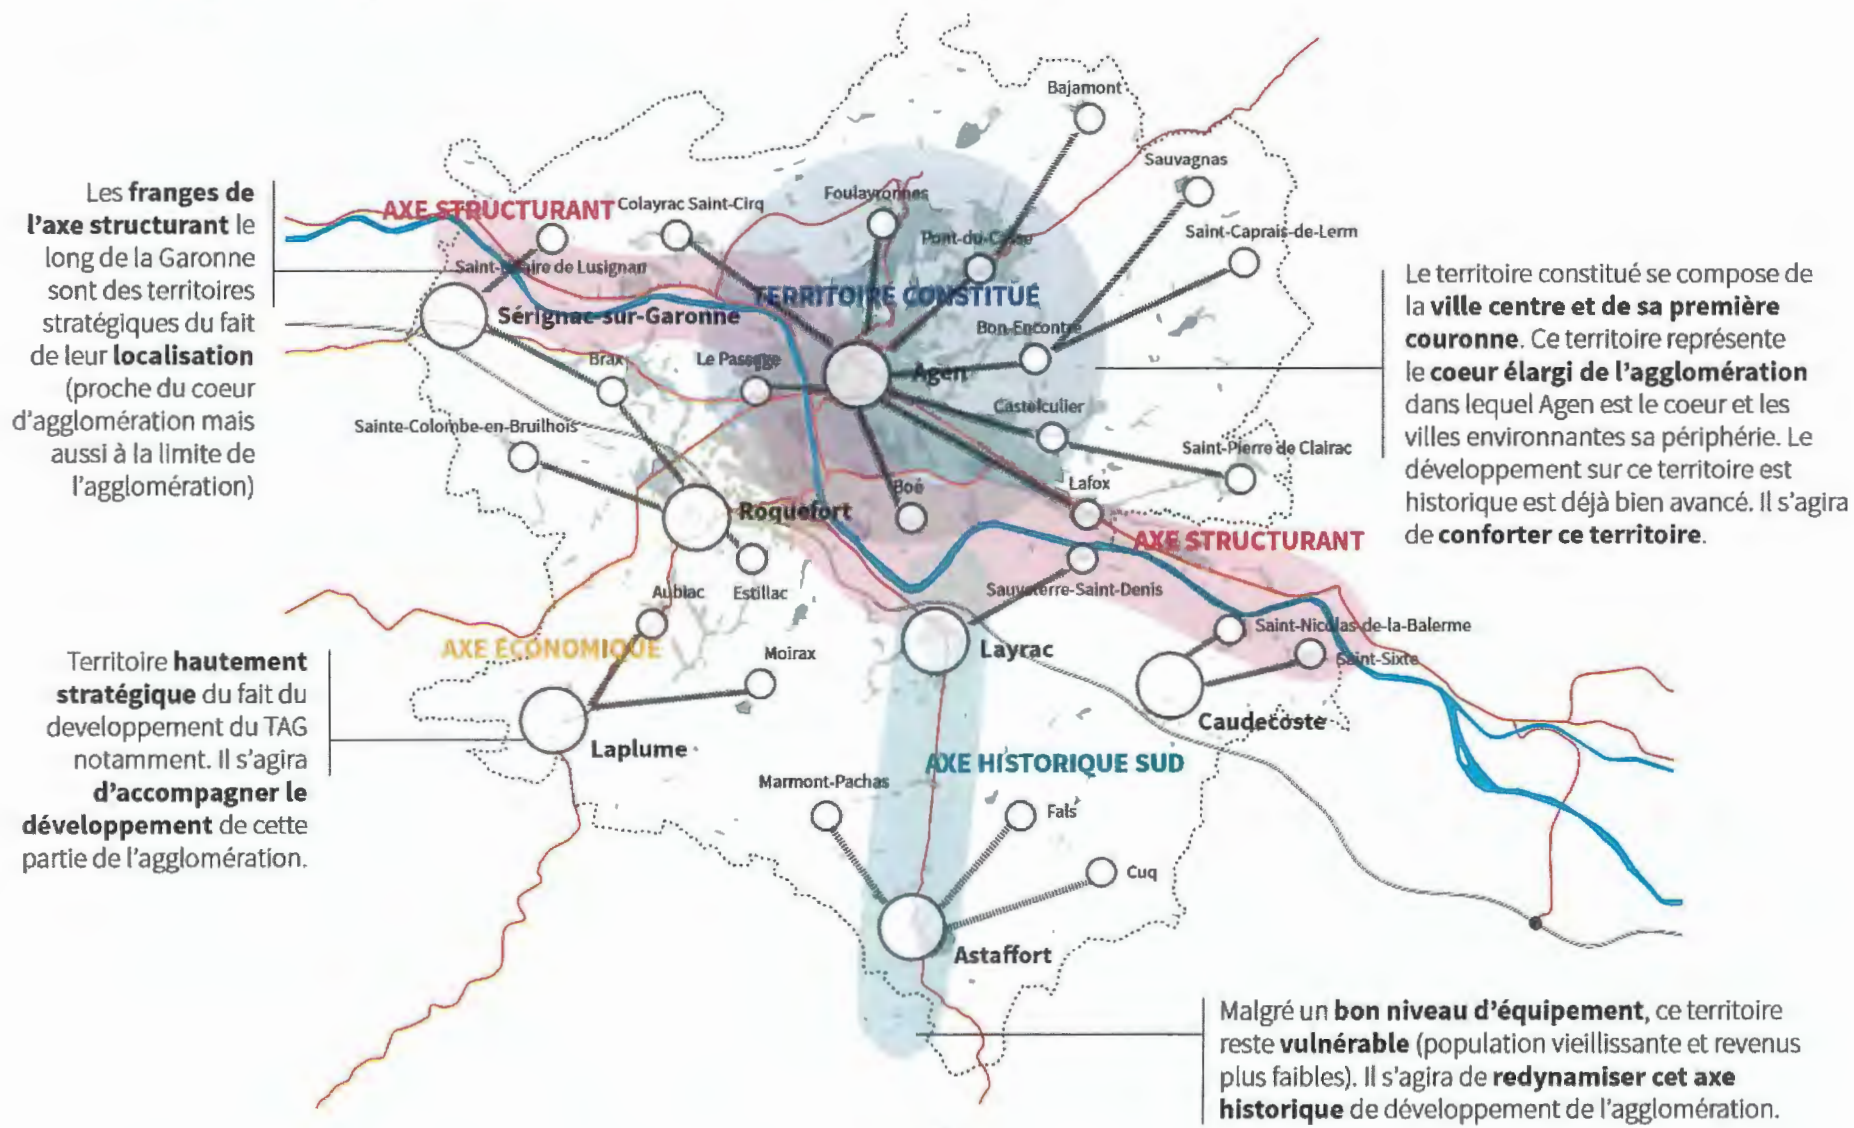 Les franges de
l'axe structurant le
long de la Garonne
sont des territoires
stratégiques du fait
de leur localisation
(proche du coeur
d'agglomération mais
aussi à la limite de
l'agglomération)
Territoire hautement
stratégique du fait du
developpement du TAG
notamment. Il s'agira
d'accompagner le
développement de cette
partie de l'agglomération.
Bajamont
Sauvagnas
AXE STRUCTURANT
Colayrac Saint-Cirq
Foulayronnes
Pont-du-Casse
Saint-Caprais-de-Lerm
Saint-Hilaire de Lusignan
TERRITOIRE CONSTITUÉ
Sérignac-sur-Garonne
Bon-Encontre
Brax
Le Passage
Agen
Castelculier
Sainte-Colombe-en-Bruilhois
Saint-Pierre de Clairac
Boé
Lafox
Roquefort
AXE STRUCTURANT
Aubiac
Estillac
Sauveterre-Saint-Denis
Saint-Nicolas-de-la-Balerme
AXE ÉCONOMIQUE
Moirax
Layrac
Saint-Sixte
Caudecoste
Laplume
AXE HISTORIQUE SUD
Marmont-Pachas
Fals
Cuq
Astaffort
Le territoire constitué se compose de
la ville centre et de sa première
couronne. Ce territoire représente
le coeur élargi de l'agglomération
dans lequel Agen est le coeur et les
villes environnantes sa périphérie. Le
développement sur ce territoire est
historique est déjà bien avancé. Il s'agira
de conforter ce territoire.
Malgré un bon niveau d'équipement, ce territoire
reste vulnérable (population vieillissante et revenus
plus faibles). Il s'agira de redynamiser cet axe
historique de développement de l'agglomération.